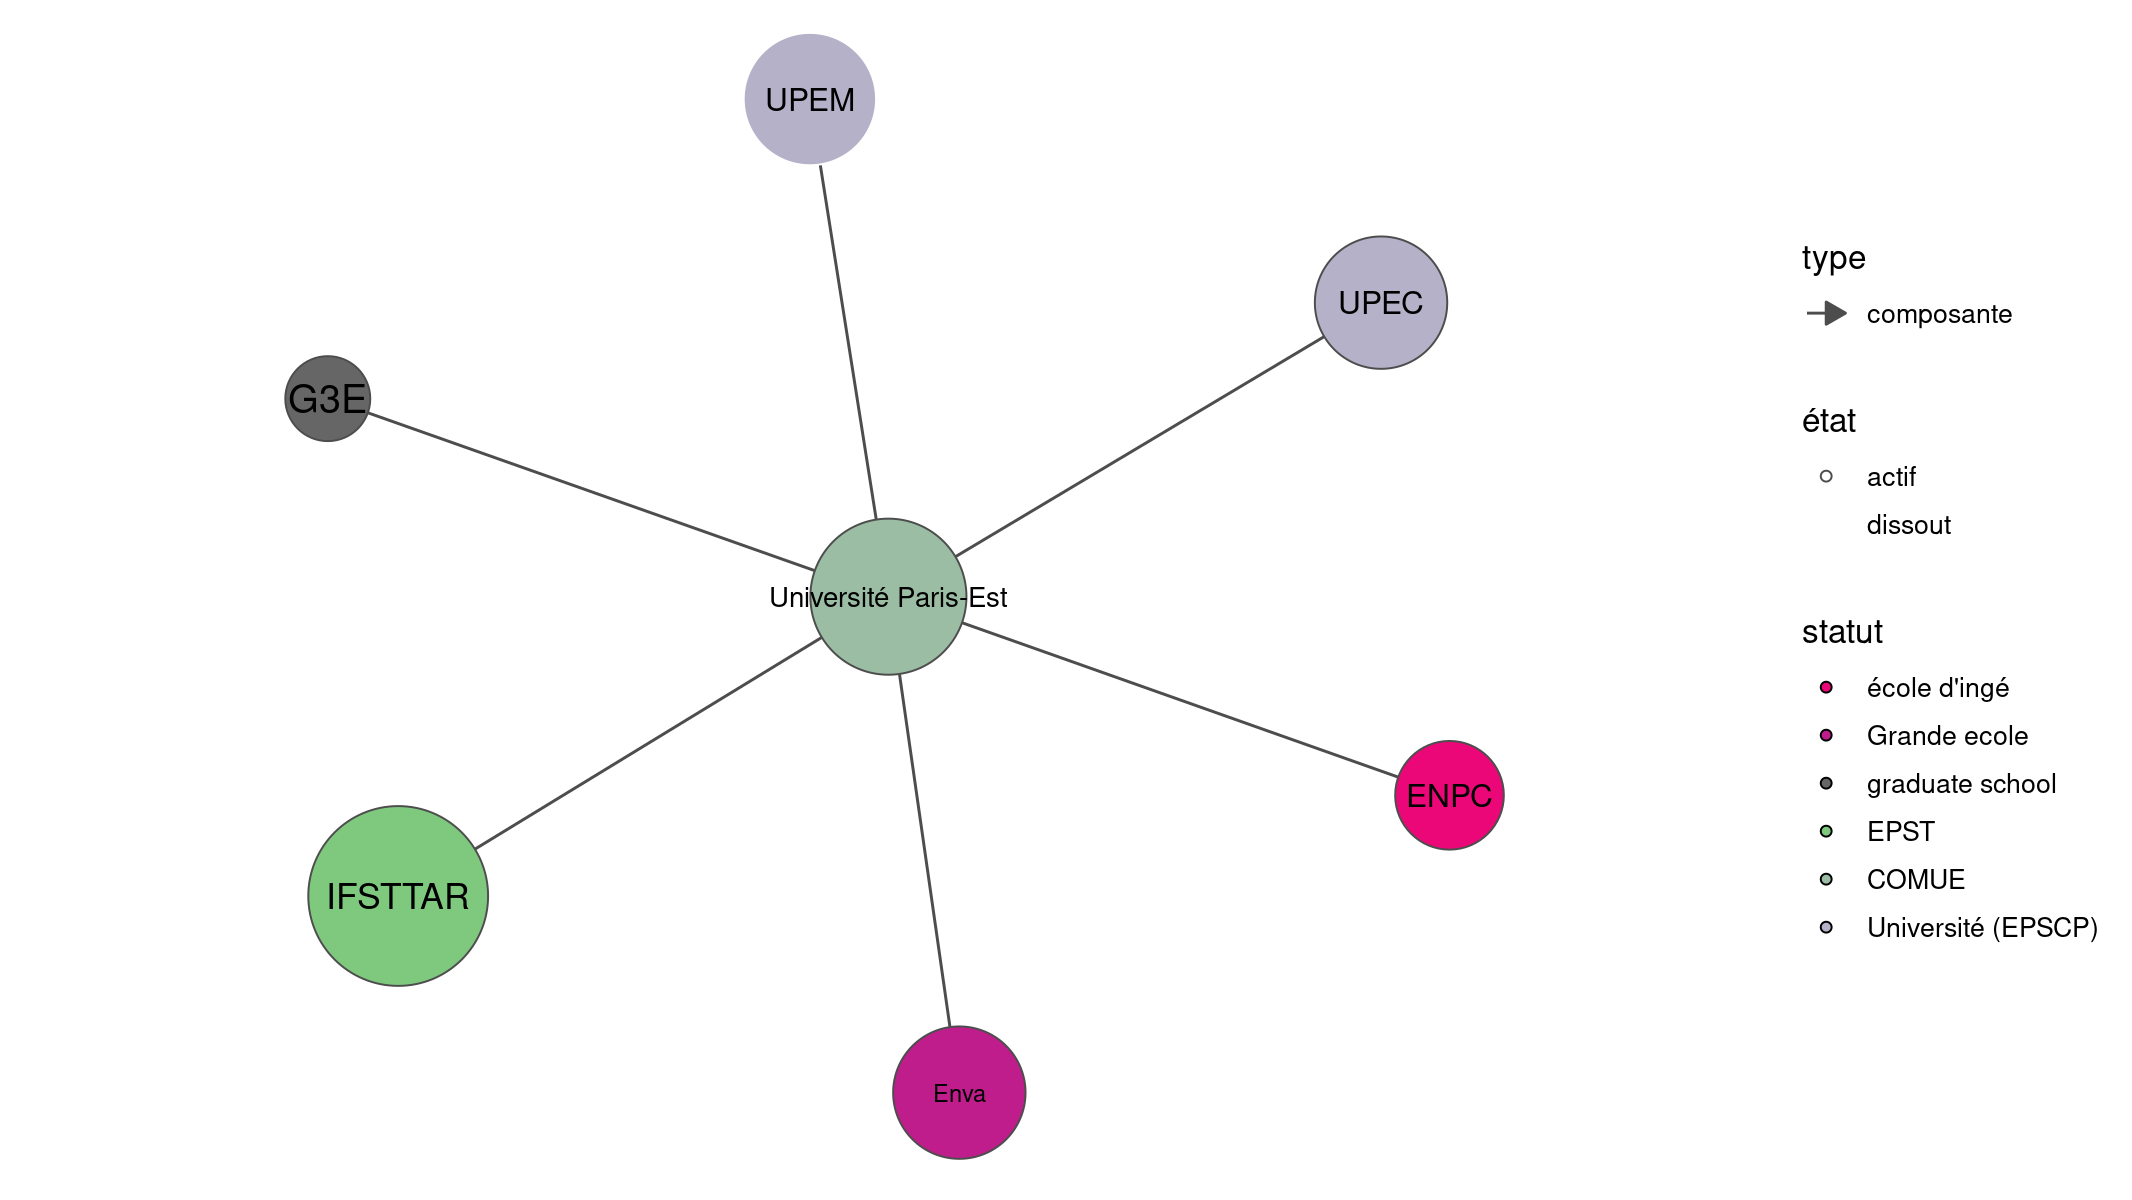 UPEM
UPEC
G3E
Université Paris-Est
ENPC
IFSTTAR
Enva
type
composante
état
actif
dissout
statut
école d'ingé
Grande ecole
graduate school
EPST
COMUE
Université (EPSCP)